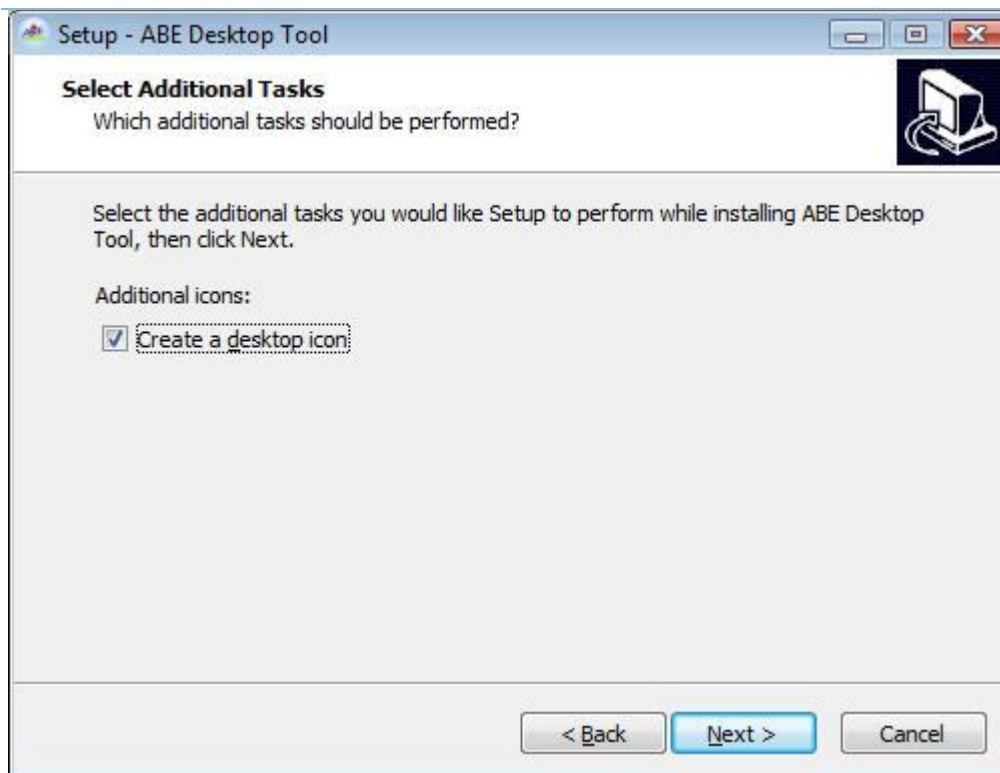 Setup - ABE Desktop Tool
Select Additional Tasks
Which additional tasks should be performed?
Select the additional tasks you would like Setup to perform while installing ABE Desktop
Tool, then click Next.
Additional icons:
Create a desktop icon
< Back Next > Cancel